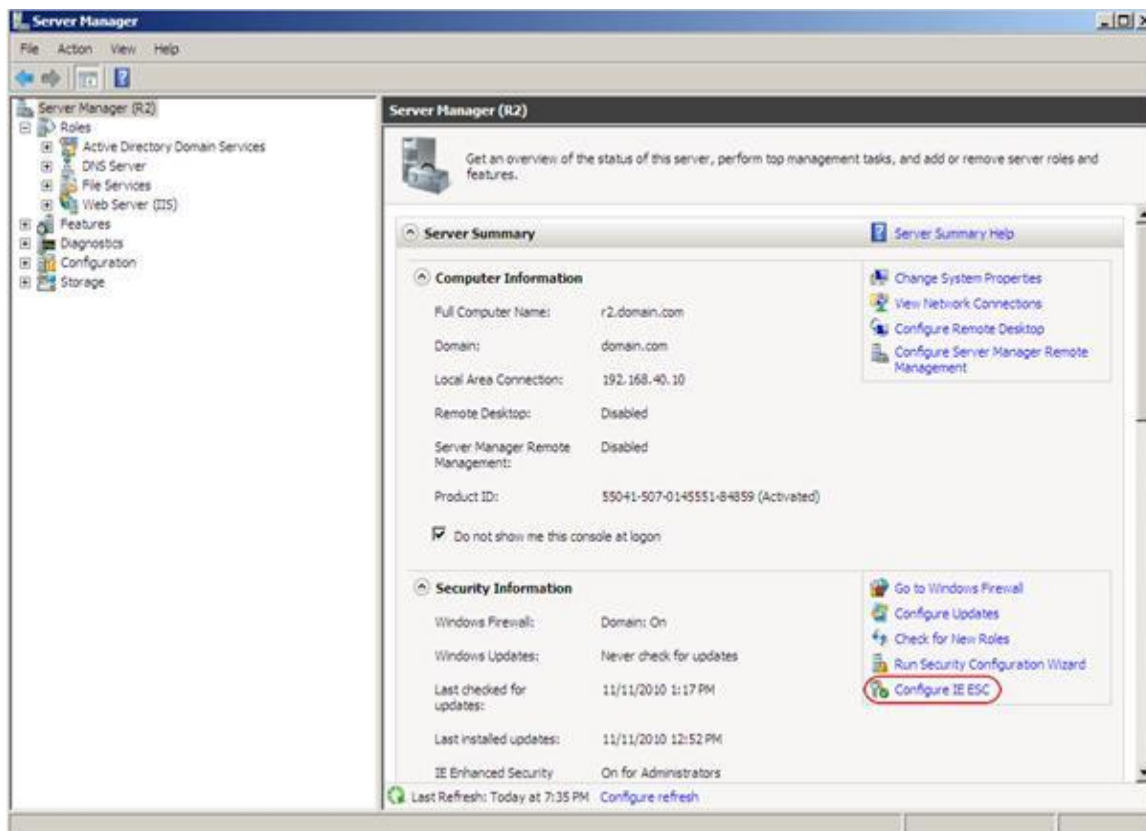 Server Manager
File Action View Help
Server Manager (R2)
Roles
Active Directory Domain Services
DNS Server
File Services
Web Server (IIS)
Features
Diagnostics
Configuration
Storage
Server Manager (R2)
Get an overview of the status of this server, perform top management tasks, and add or remove server roles and
features.
Server Summary
Server Summary Help
Computer Information
Full Computer Name: r2.domain.com
Domain: domain.com
Local Area Connection: 192.168.40.10
Remote Desktop: Disabled
Server Manager Remote
Management: Disabled
Product ID: 55041-507-0145551-84859 (Activated)
Do not show me this console at logon
Change System Properties
View Network Connections
Configure Remote Desktop
Configure Server Manager Remote
Management
Security Information
Windows Firewall: Domain: On
Windows Updates: Never check for updates
Last checked for
updates: 11/11/2010 1:17 PM
Last installed updates: 11/11/2010 12:52 PM
IE Enhanced Security On for Administrators
Go to Windows Firewall
Configure Updates
Check for New Roles
Run Security Configuration Wizard
Configure IE ESC
Last Refresh: Today at 7:35 PM Configure refresh